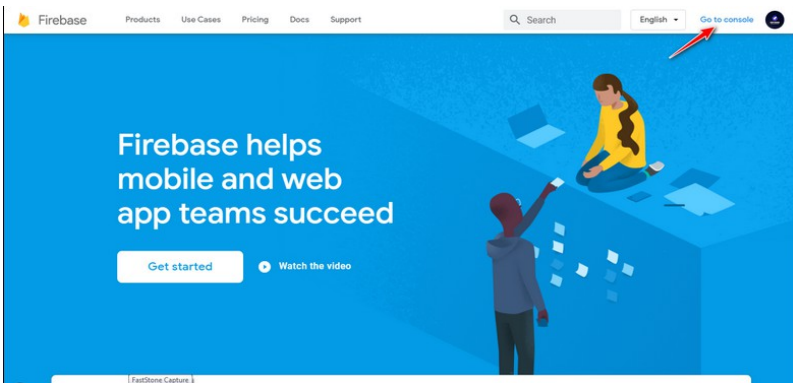 Firebase Products Use Cases Pricing Docs Support Search English Go to console
Firebase helps
mobile and web
app teams succeed
Get started Watch the video
FastStone Capture